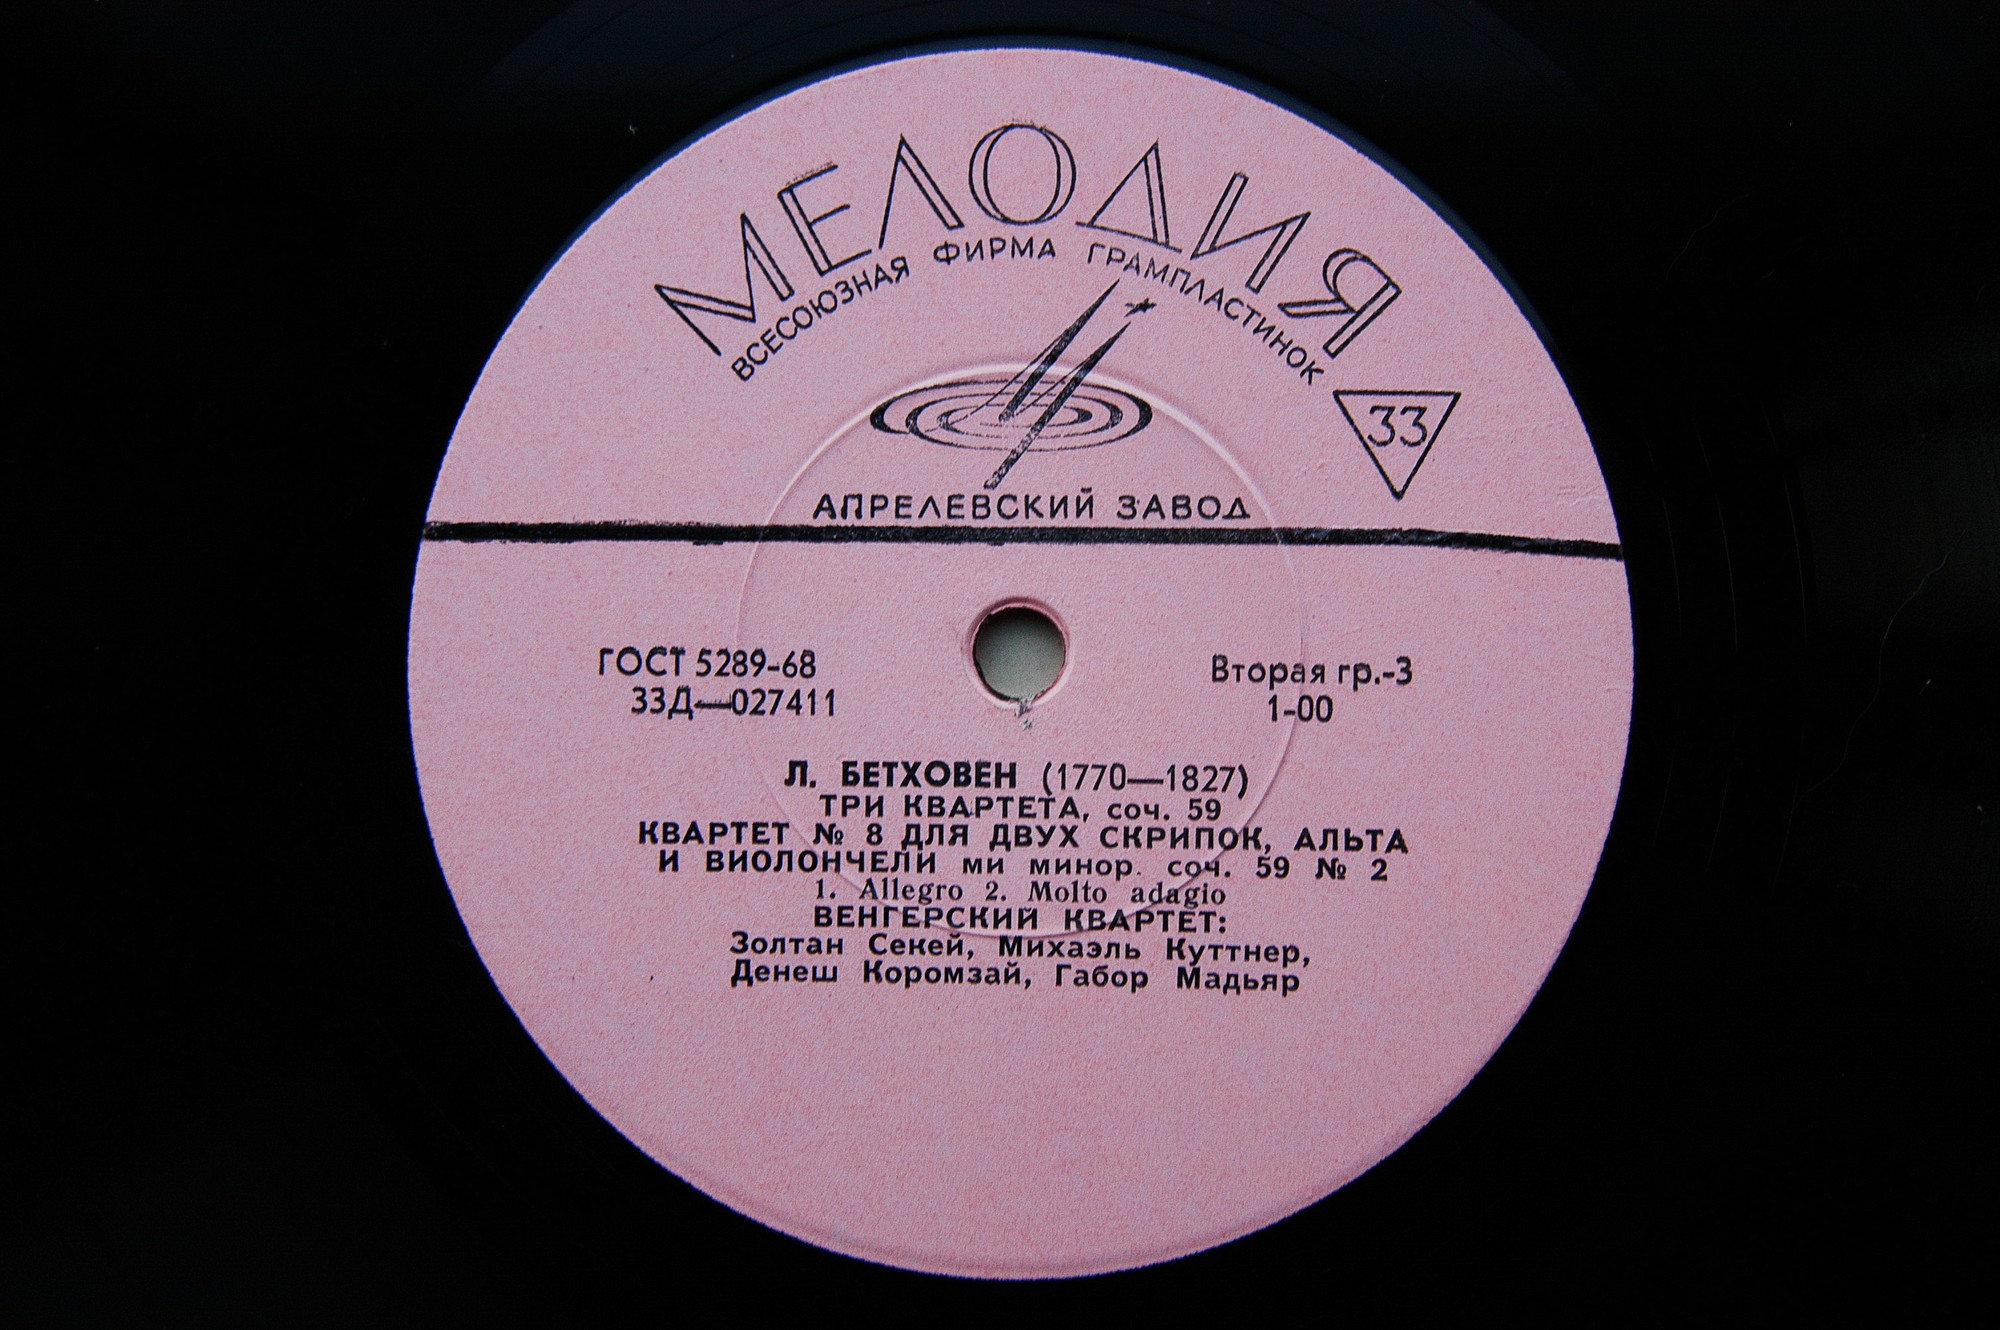 МЕЛОДИЯ
ВСЕСОЮЗНАЯ ФИРМА ГРАМПЛАСТИНОК
33
АПРЕЛЕВСКИЙ ЗАВОД
ГОСТ 5289-68
33Д—027411
Вторая гр.-3
1-00
Л. БЕТХОВЕН (1770—1827)
ТРИ КВАРТЕТА, соч. 59
КВАРТЕТ № 8 ДЛЯ ДВУХ СКРИПОК, АЛЬТА
И ВИОЛОНЧЕЛИ ми минор. соч. 59 № 2
1. Allegro 2. Molto adagio
ВЕНГЕРСКИЙ КВАРТЕТ:
Золтан Секей, Михаэль Куттнер,
Денеш Коромзай, Габор Мадьяр